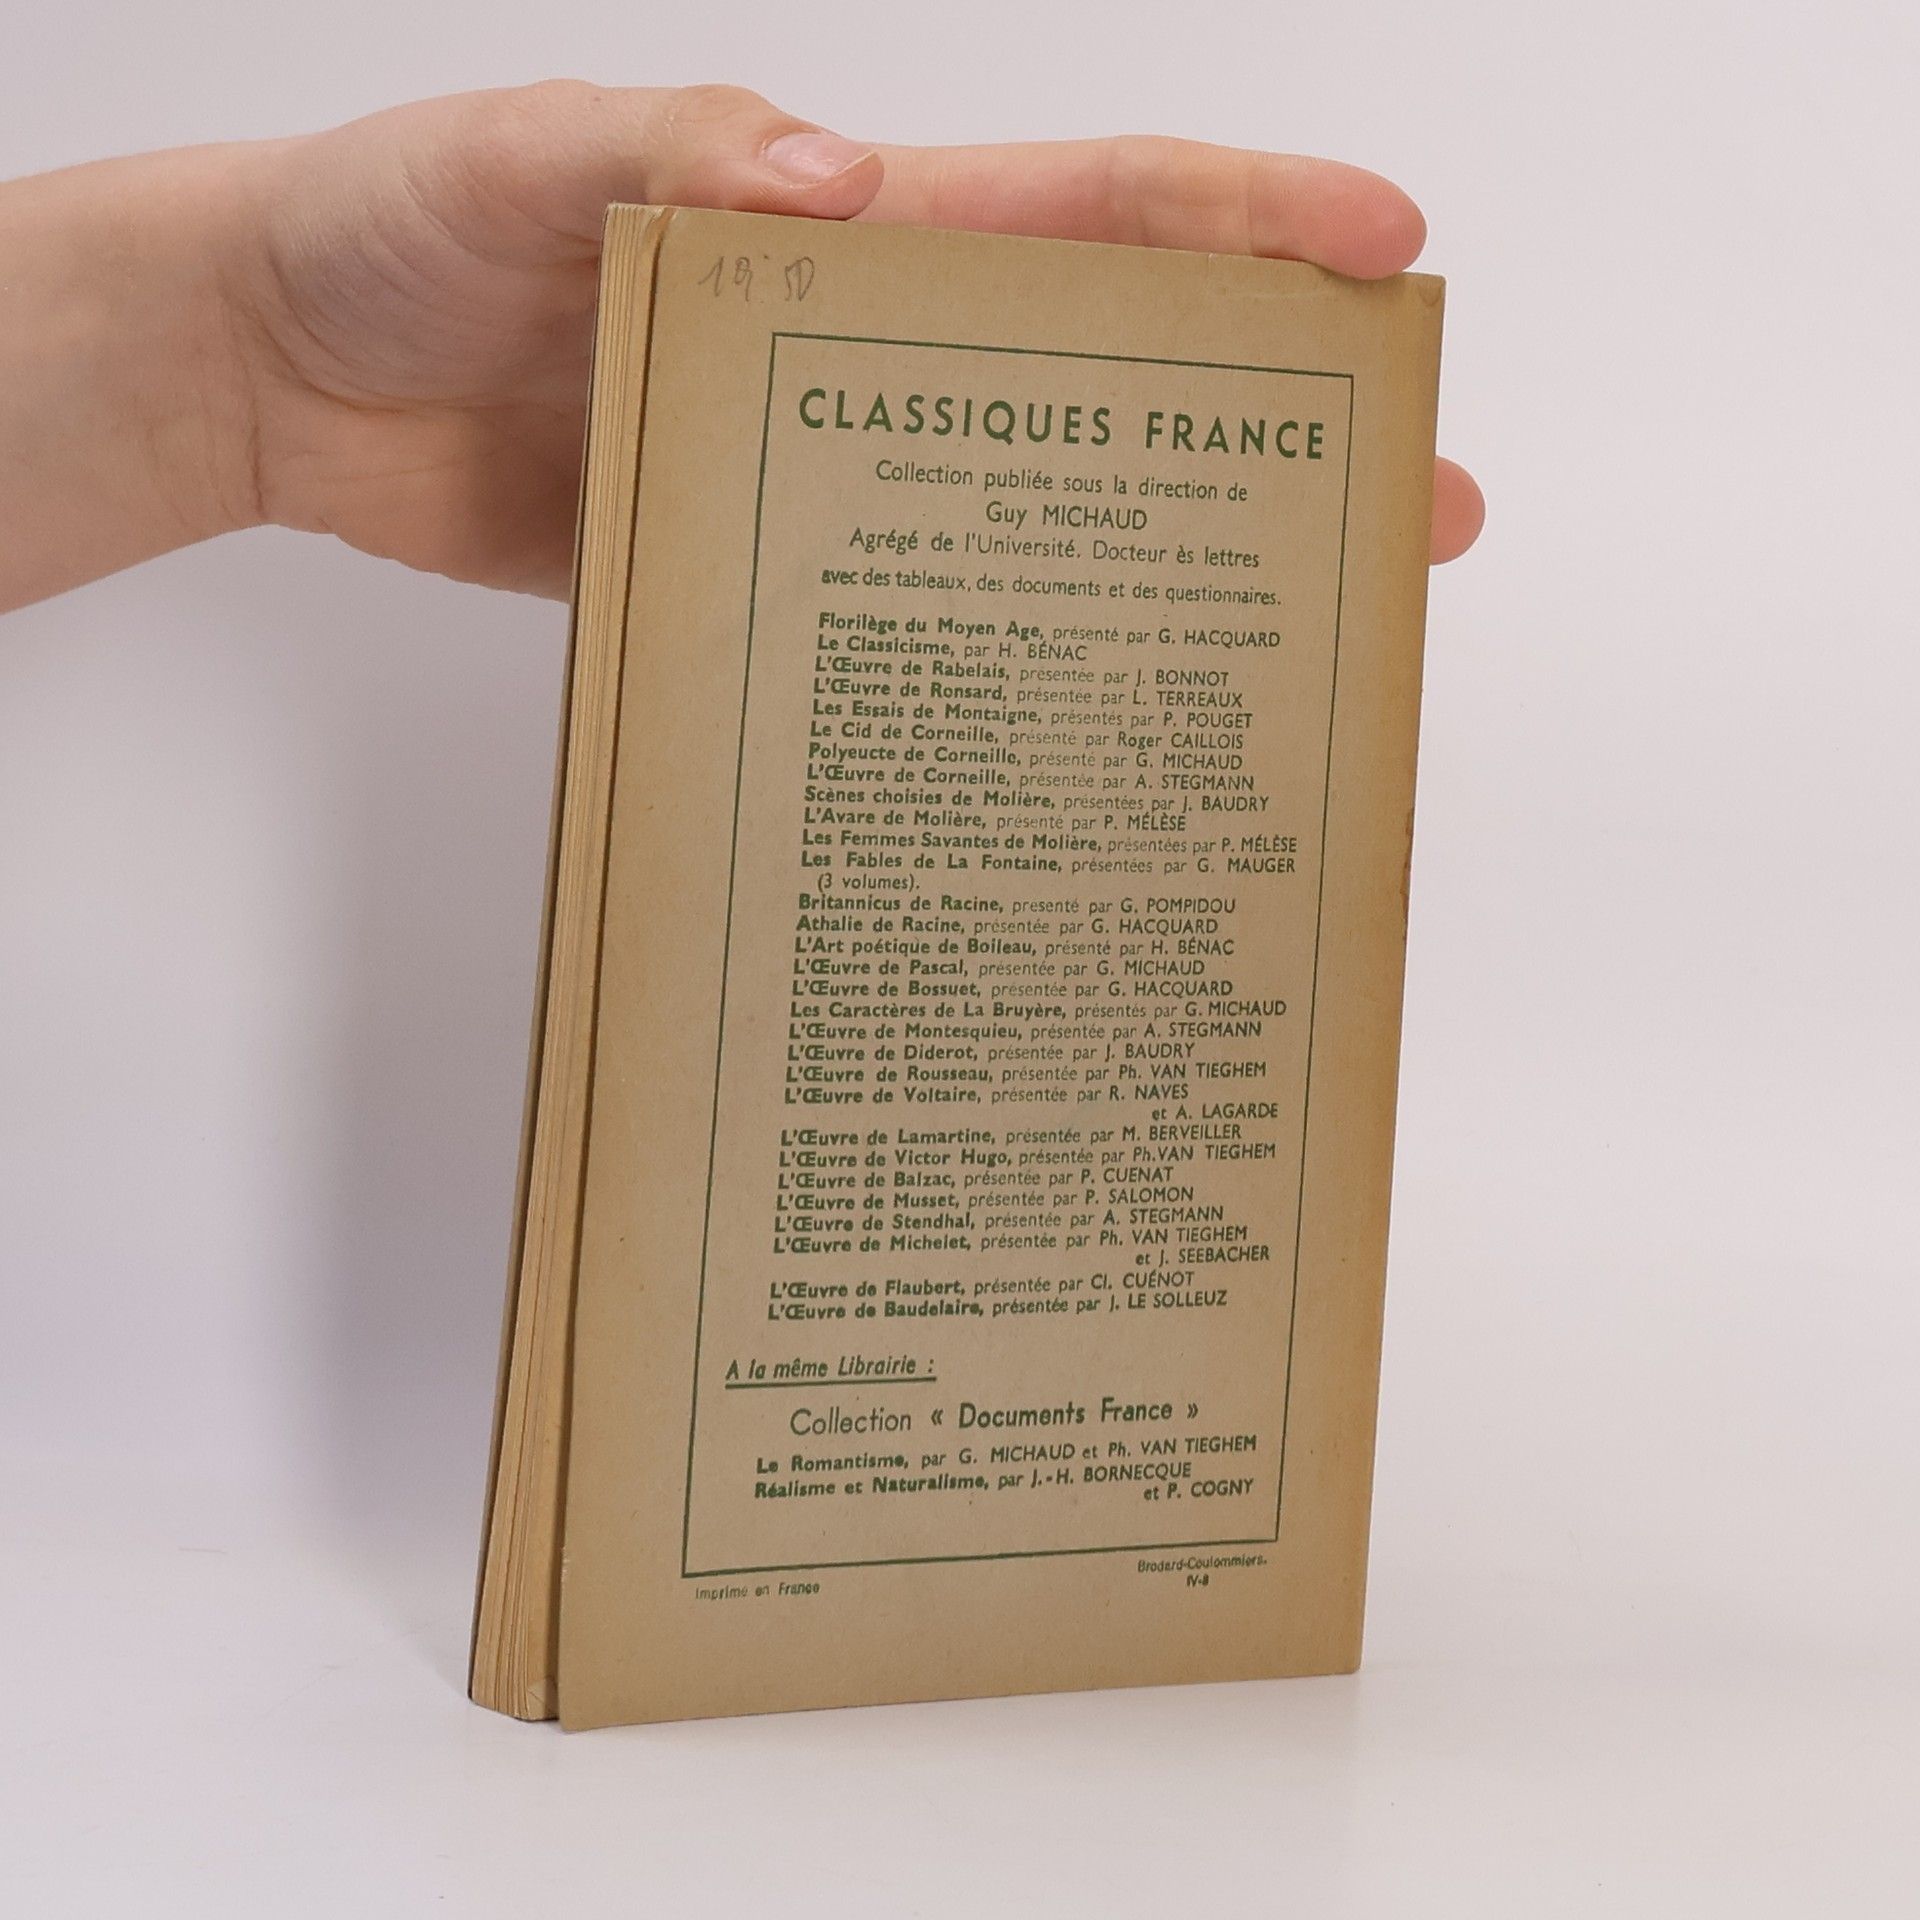 CLASSIQUES FRANCE
Collection publiée sous la direction de
Guy MICHAUD
Agrégé de l'Université. Docteur ès lettres
avec des tableaux, des documents et des questionnaires.
Florilège du Moyen Age, présenté par G. HACQUARD
Le Classicisme, par H. BÉNAC
L'Œuvre de Rabelais, présentée par J. BONNOT
L'Œuvre de Ronsard, présentée par L. TERREAUX
Les Essais de Montaigne, présentés par P. POUGET
Le Cid de Corneille, présenté par Roger CAILLOIS
Polyeucte de Corneille, présenté par G. MICHAUD
L'Œuvre de Corneille, présentée par A. STEGMANN
Scènes choisies de Molière, présentées par J. BAUDRY
L'Avare de Molière, présenté par P. MÉLÈSE
Les Femmes Savantes de Molière, présentées par P. MÉLÈSE
Les Fables de La Fontaine, présentées par G. MAUGER
(3 volumes).
Britannicus de Racine, présenté par G. POMPIDOU
Athalie de Racine, présentée par G. HACQUARD
L'Art poétique de Boileau, présenté par H. BÉNAC
L'Œuvre de Pascal, présentée par G. MICHAUD
L'Œuvre de Bossuet, présentée par G. HACQUARD
Les Caractères de La Bruyère, présentés par G. MICHAUD
L'Œuvre de Montesquieu, présentée par A. STEGMANN
L'Œuvre de Diderot, présentée par J. BAUDRY
L'Œuvre de Rousseau, présentée par Ph. VAN TIEGHEM
L'Œuvre de Voltaire, présentée par R. NAVES
et A. LAGARDE
L'Œuvre de Lamartine, présentée par M. BERVEILLER
L'Œuvre de Victor Hugo, présentée par Ph. VAN TIEGHEM
L'Œuvre de Balzac, présentée par P. CUENAT
L'Œuvre de Musset, présentée par P. SALOMON
L'Œuvre de Stendhal, présentée par A. STEGMANN
L'Œuvre de Michelet, présentée par Ph. VAN TIEGHEM
et J. SEEBACHER
L'Œuvre de Flaubert, présentée par Cl. CUÉNOT
L'Œuvre de Baudelaire, présentée par J. LE SOLLEUZ
A la même Librairie :
Collection « Documents France »
Le Romantisme, par G. MICHAUD et Ph. VAN TIEGHEM
Réalisme et Naturalisme, par J.-H. BORNECQUE
et P. COGNY
Imprimé en France
Brodard-Coulommiers.
IV-8